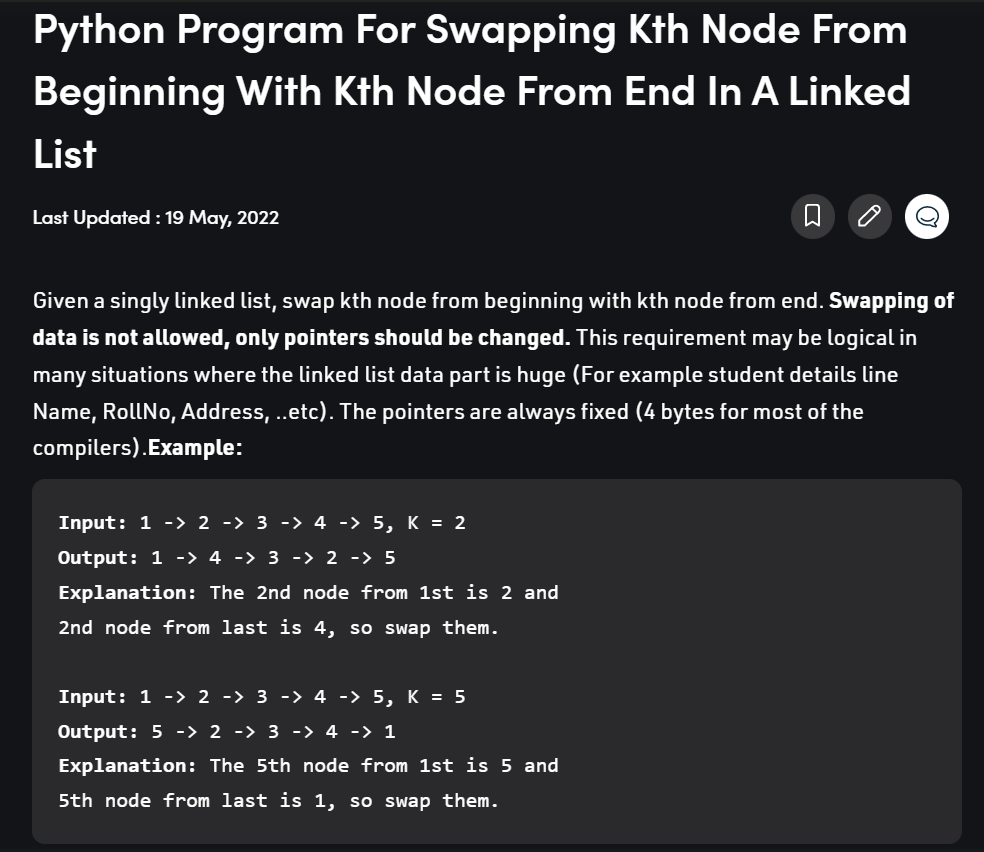 Python Program For Swapping Kth Node From
Beginning With Kth Node From End In A Linked
List
Last Updated : 19 May, 2022
Given a singly linked list, swap kth node from beginning with kth node from end. Swapping of
data is not allowed, only pointers should be changed. This requirement may be logical in
many situations where the linked list data part is huge (For example student details line
Name, RollNo, Address, ..etc). The pointers are always fixed (4 bytes for most of the
compilers).Example:
Input: 1 -> 2 -> 3 -> 4 -> 5, K = 2
Output: 1 -> 4 -> 3 -> 2 -> 5
Explanation: The 2nd node from 1st is 2 and
2nd node from last is 4, so swap them.
Input: 1 -> 2 -> 3 -> 4 -> 5, K = 5
Output: 5 -> 2 -> 3 -> 4 -> 1
Explanation: The 5th node from 1st is 5 and
5th node from last is 1, so swap them.